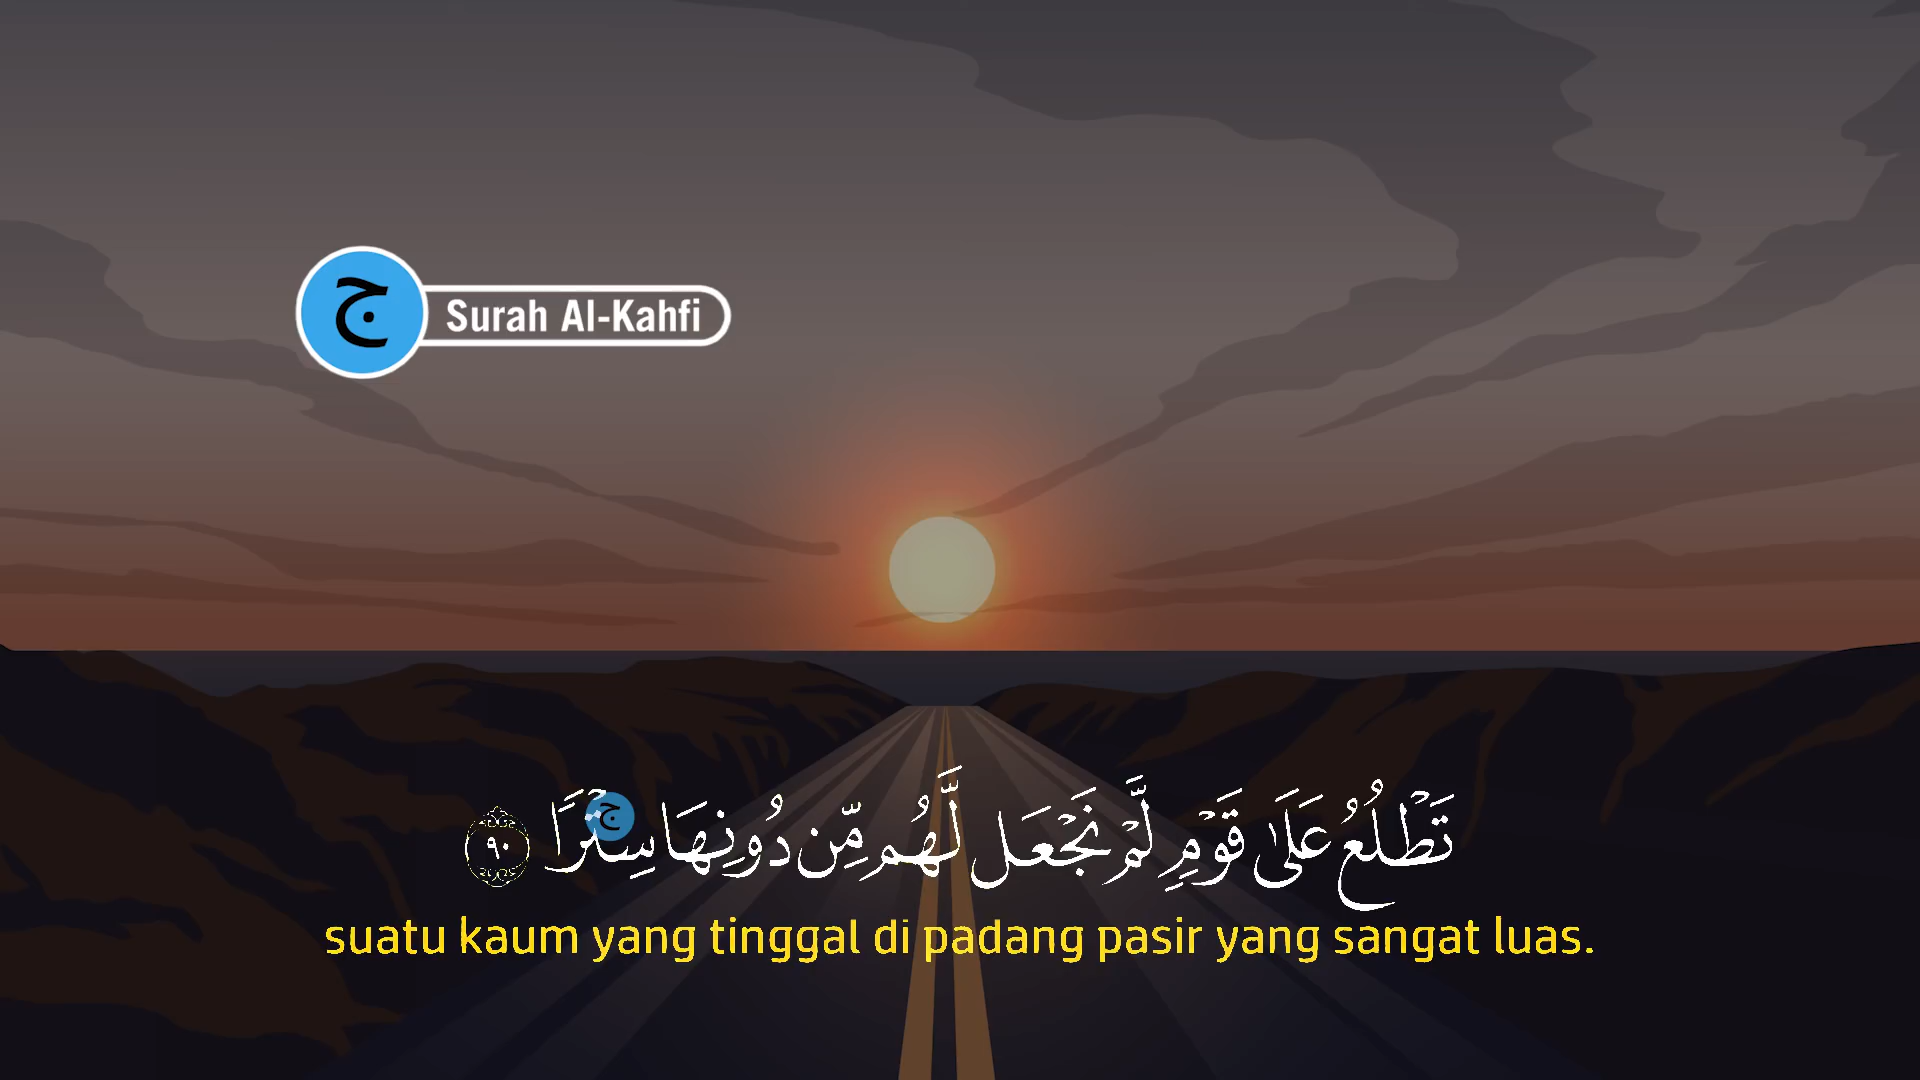 ج
Surah Al-Kahfi
تَطْلُعُ عَلَىٰ قَوْمٍ لَّمْ نَجْعَل لَّهُم مِّن دُونِهَا سِتْرًا ٩٠
ج
suatu kaum yang tinggal di padang pasir yang sangat luas.